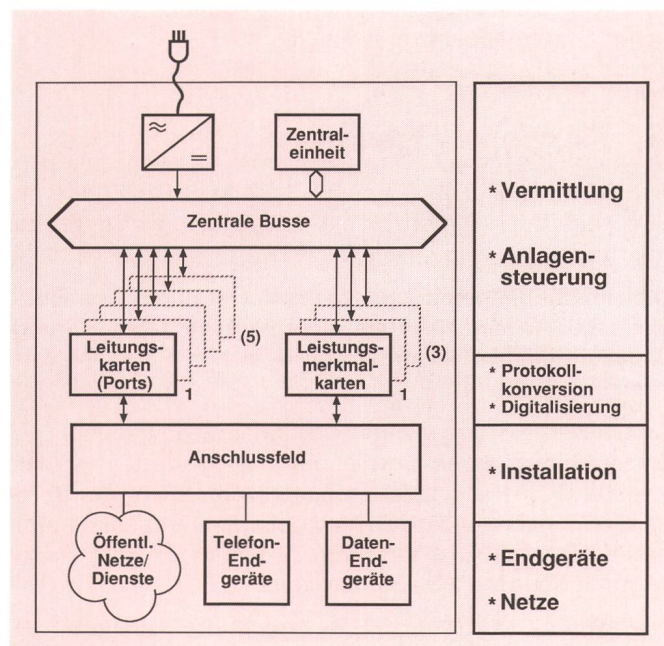 Zentral-
einheit
Zentrale Busse
(5)
Leitungs-
karten
(Ports)
1
(3)
Leistungs-
merkmal-
karten
1
Anschlussfeld
Öffentl.
Netze/
Dienste
Telefon-
End-
geräte
Daten-
End-
geräte
* Vermittlung
* Anlagen-
steuerung
* Protokoll-
konversion
* Digitalisierung
* Installation
* Endgeräte
* Netze